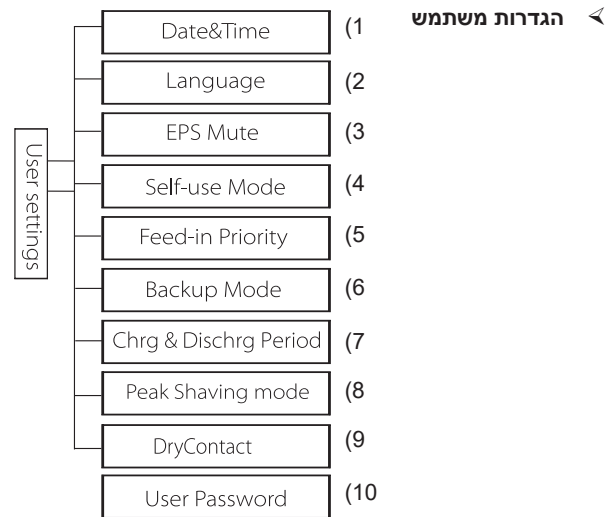 ➢ הגדרות משתמש
User settings
Date&Time (1
Language (2
EPS Mute (3
Self-use Mode (4
Feed-in Priority (5
Backup Mode (6
Chrg & Dischrg Period (7
Peak Shaving mode (8
DryContact (9
User Password (10